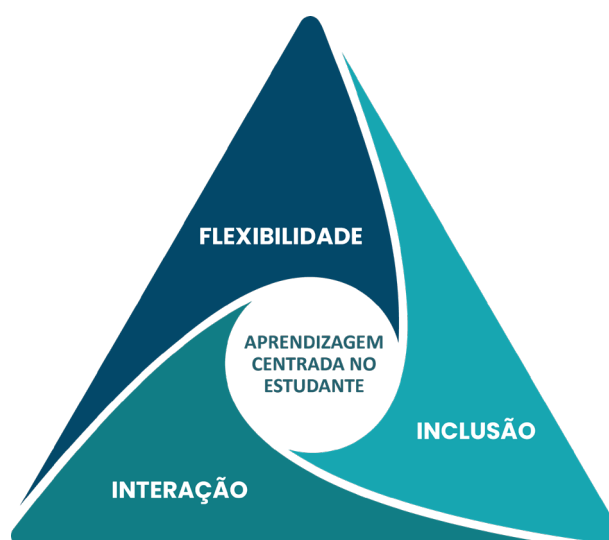 FLEXIBILIDADE
APRENDIZAGEM
CENTRADA NO
ESTUDANTE
INCLUSÃO
INTERAÇÃO